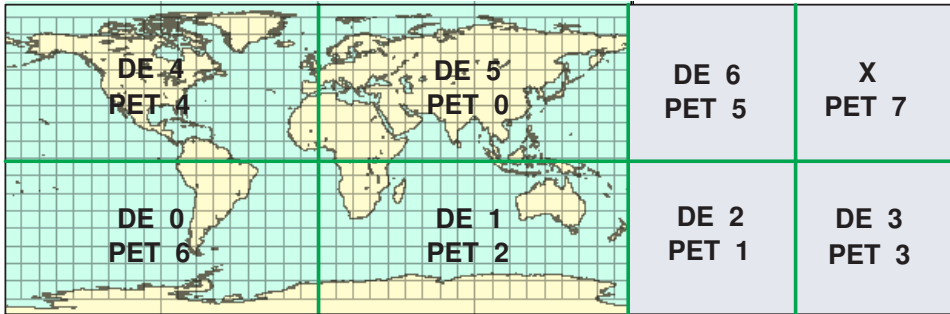 DE 4
PET 4
DE 5
PET 0
DE 6
PET 5
X
PET 7
DE 0
PET 6
DE 1
PET 2
DE 2
PET 1
DE 3
PET 3